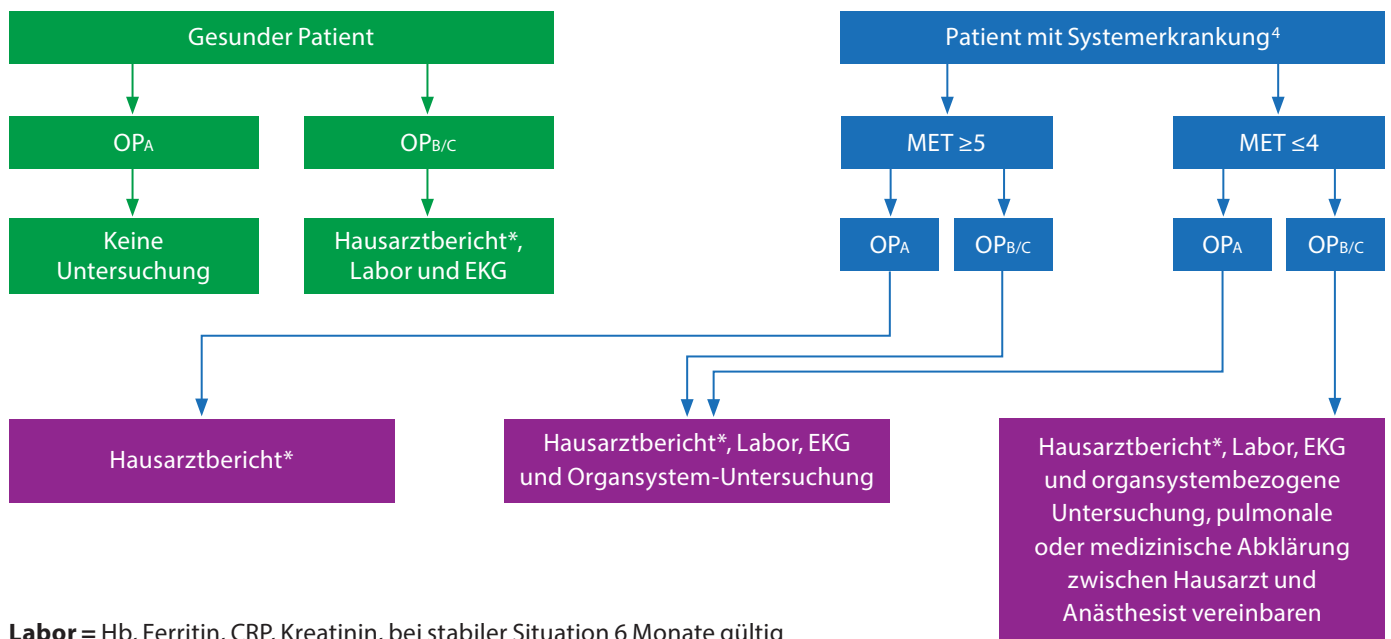 Gesunder Patient
Patient mit Systemerkrankung⁴
OPA
OPB/C
MET ≥5
MET ≤4
Keine
Untersuchung
Hausarztbericht*,
Labor und EKG
OPA
OPB/C
OPA
OPB/C
Hausarztbericht*
Hausarztbericht*, Labor, EKG
und Organsystem-Untersuchung
Hausarztbericht*, Labor, EKG
und organsystembezogene
Untersuchung, pulmonale
oder medizinische Abklärung
zwischen Hausarzt und
Anästhesist vereinbaren
Labor = Hb, Ferritin, CRP, Kreatinin, bei stabiler Situation 6 Monate gültig